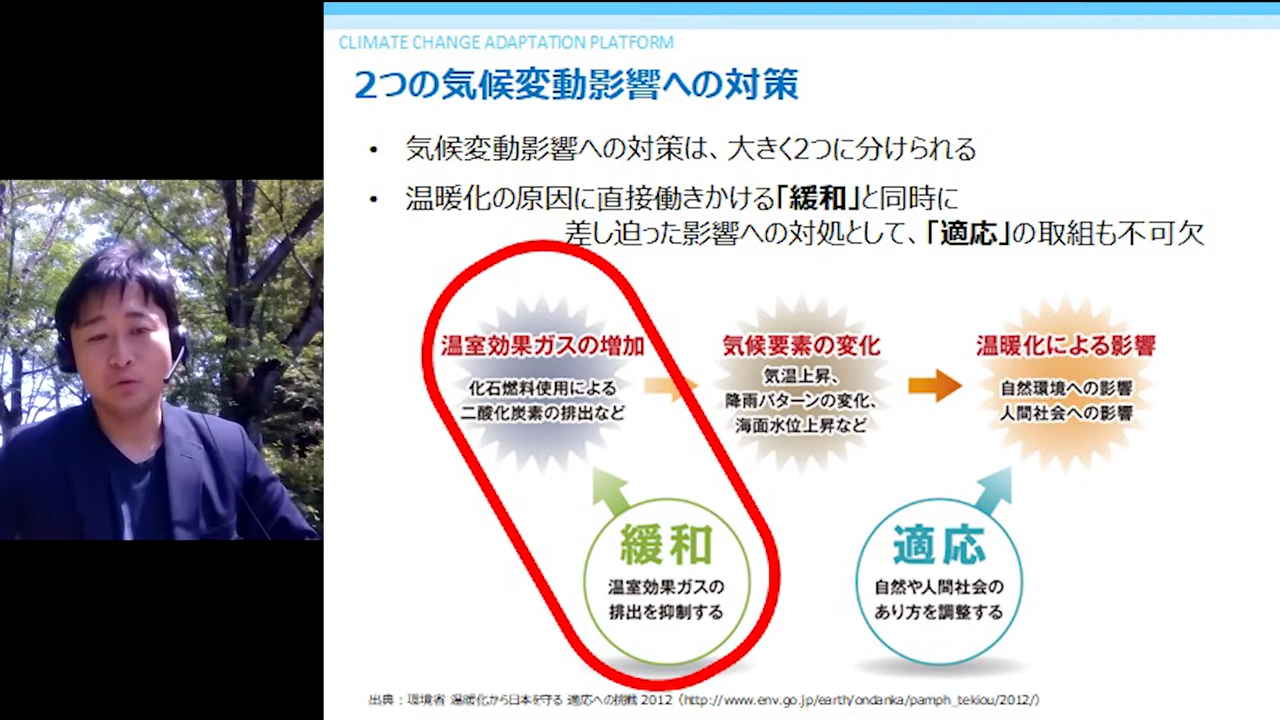 CLIMATE CHANGE ADAPTATION PLATFORM
2つの気候変動影響への対策
• 気候変動影響への対策は、大きく2つに分けられる
• 温暖化の原因に直接働きかける「緩和」と同時に
差し迫った影響への対処として、「適応」の取組も不可欠
温室効果ガスの増加
化石燃料使用による
二酸化炭素の排出など
気候要素の変化
気温上昇、
降雨パターンの変化、
海面水位上昇など
温暖化による影響
自然環境への影響
人間社会への影響
緩和
温室効果ガスの
排出を抑制する
適応
自然や人間社会の
あり方を調整する
出典：環境省 温暖化から日本を守る 適応への挑戦 2012（http://www.env.go.jp/earth/ondanka/pamph_tekiou/2012/）